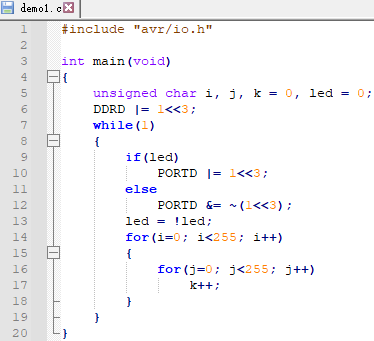 demo1.c
1 #include "avr/io.h"
2
3 int main(void)
4 {
5     unsigned char i, j, k = 0, led = 0;
6     DDRD |= 1<<3;
7     while(1)
8     {
9         if(led)
10             PORTD |= 1<<3;
11         else
12             PORTD &= ~(1<<3);
13         led = !led;
14         for(i=0; i<255; i++)
15         {
16             for(j=0; j<255; j++)
17                 k++;
18         }
19     }
20 }